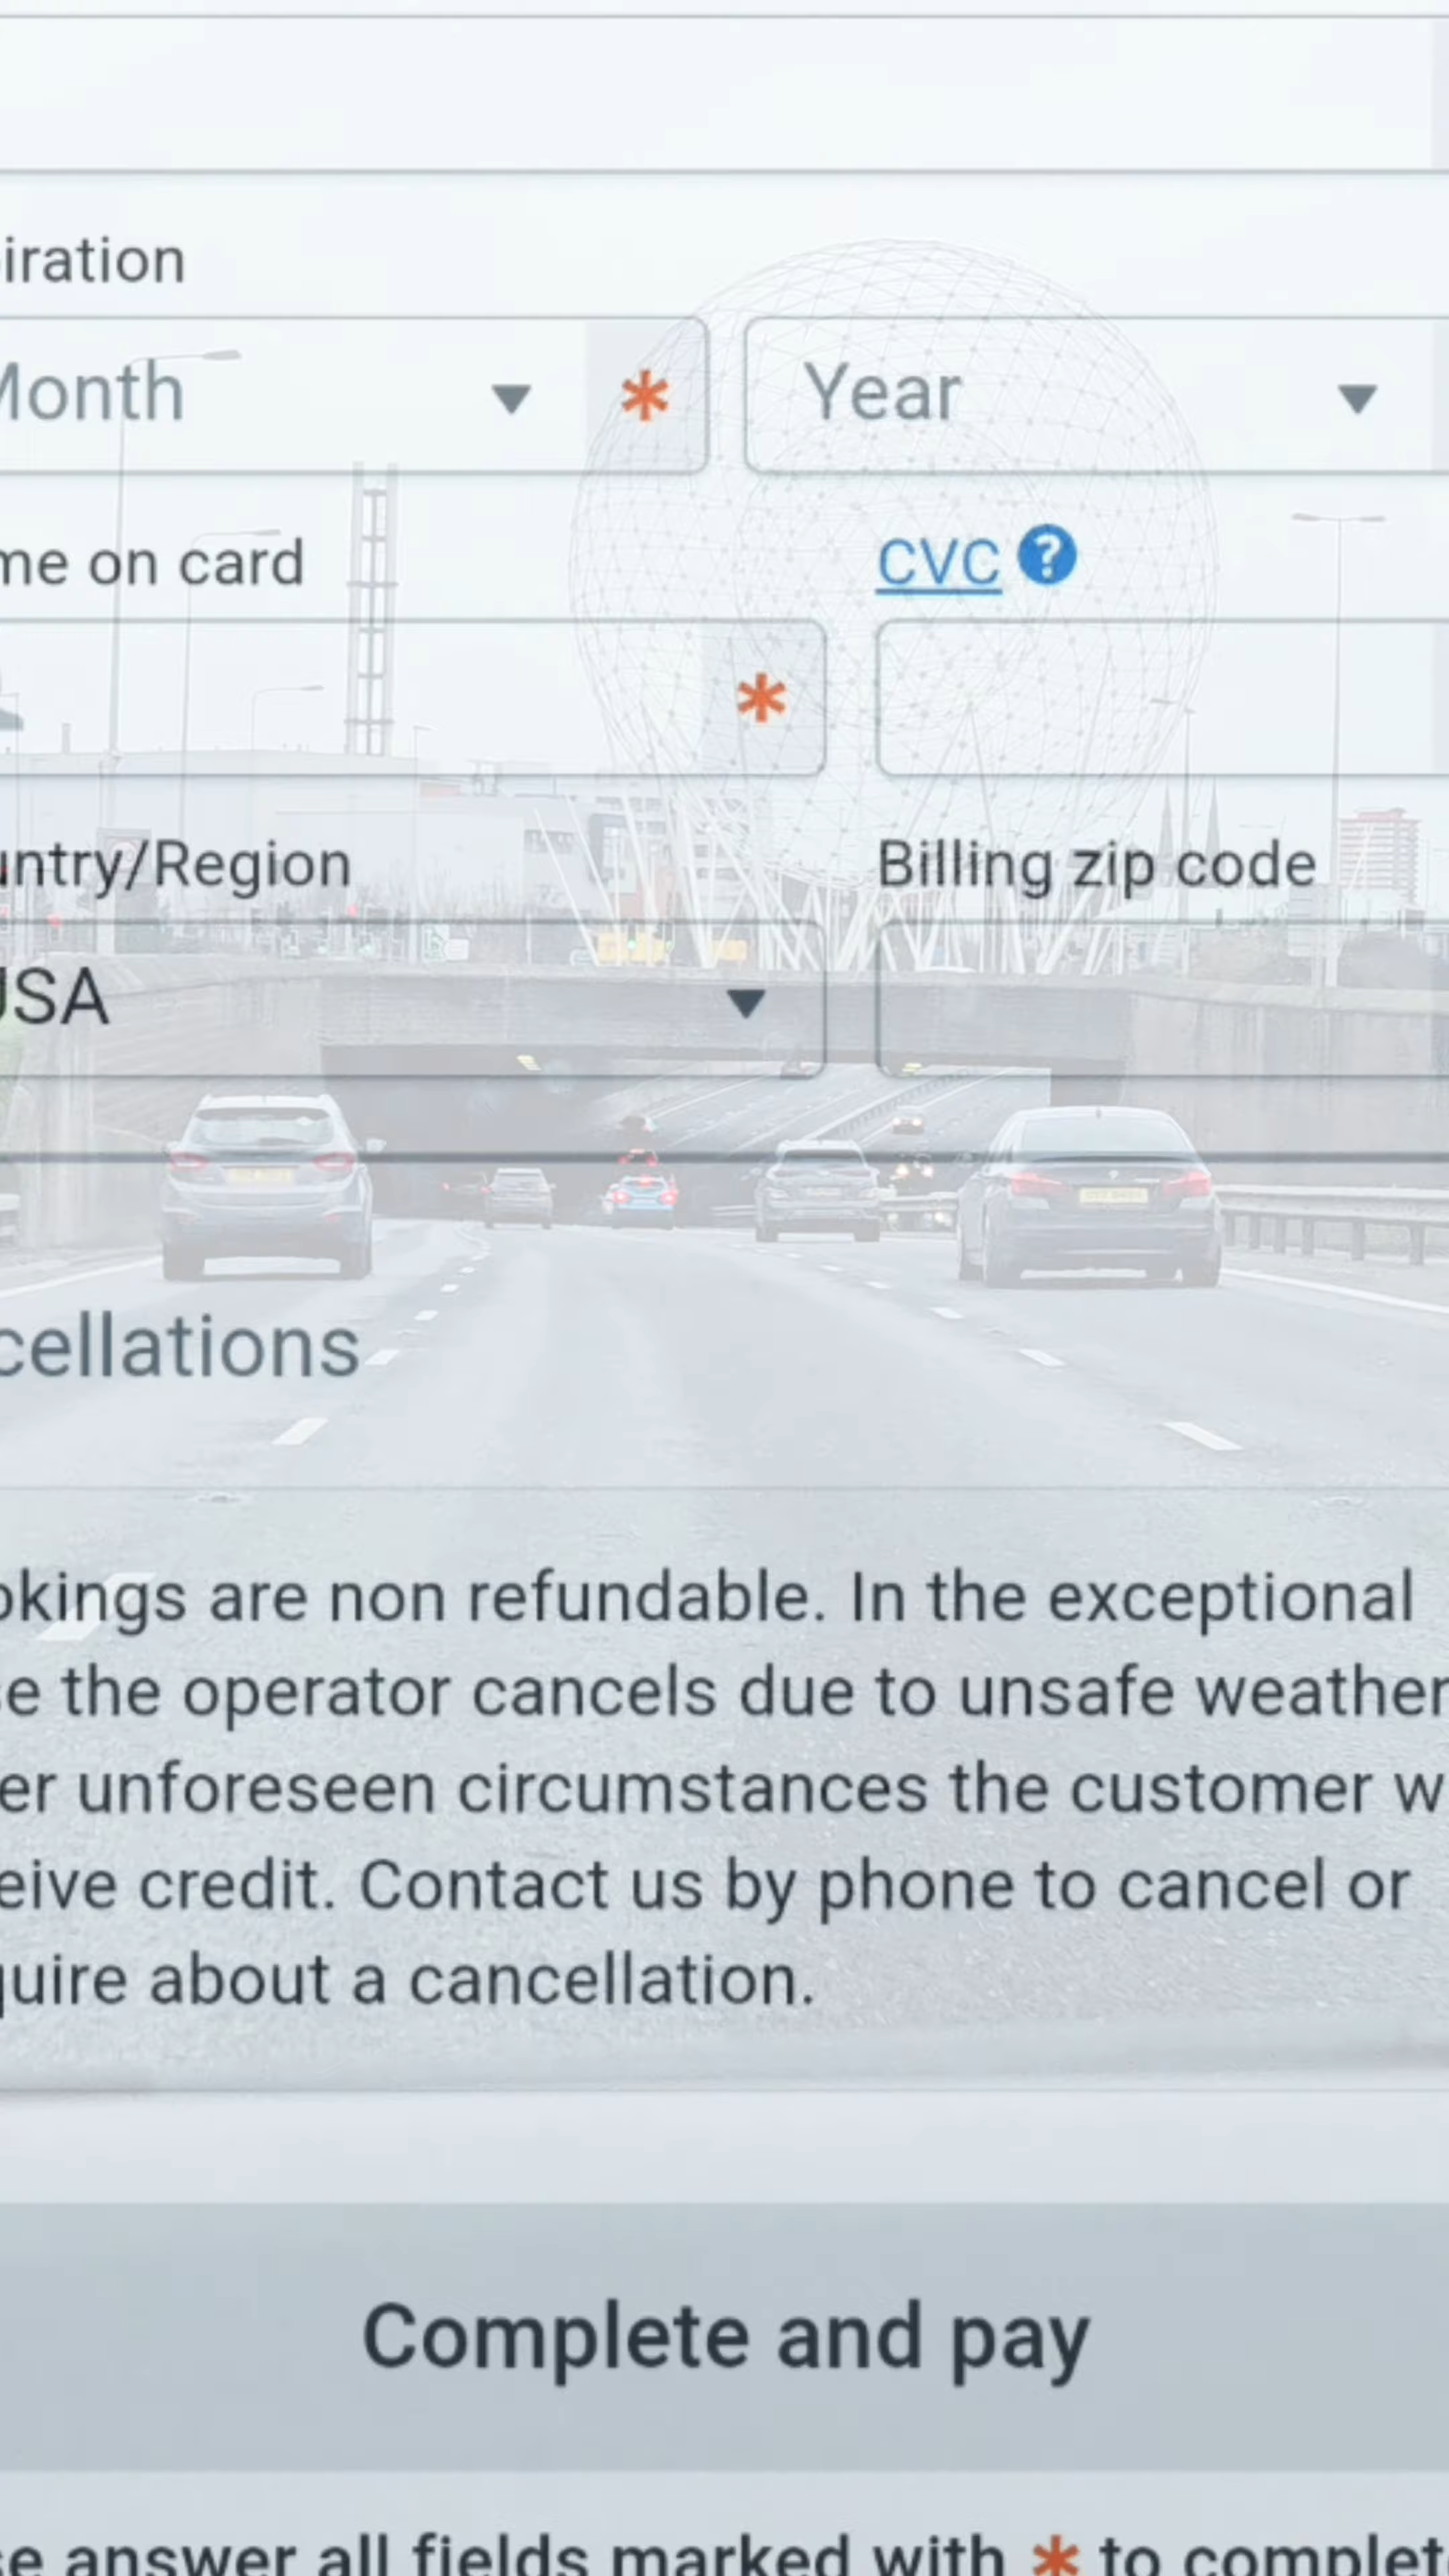 iration
Month
*
Year
me on card
CVC ?
*
untry/Region
Billing zip code
USA
cellations
okings are non refundable. In the exceptional
se the operator cancels due to unsafe weather
er unforeseen circumstances the customer w
eive credit. Contact us by phone to cancel or
quire about a cancellation.
Complete and pay
se answer all fields marked with * to complet